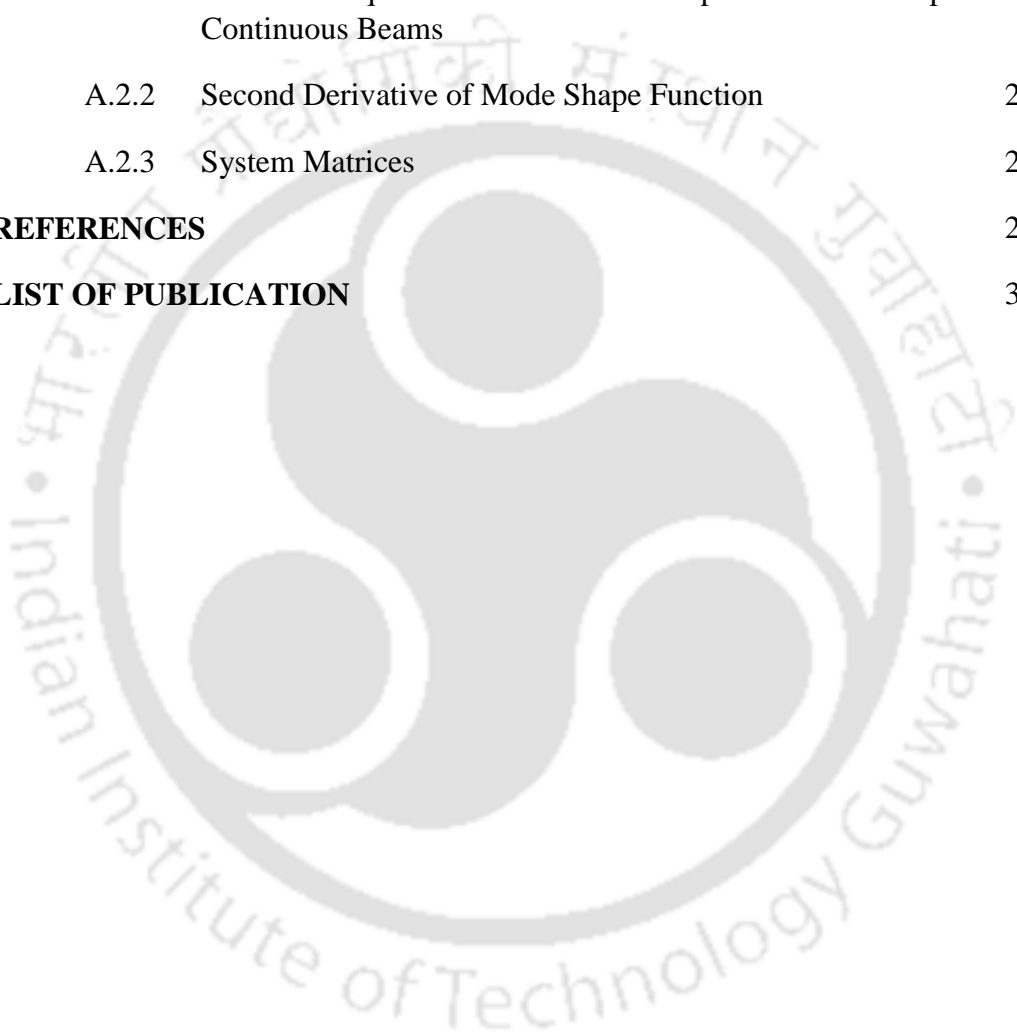 Continuous Beams
A.2.2 Second Derivative of Mode Shape Function 2
A.2.3 System Matrices 2
REFERENCES 2
LIST OF PUBLICATION 3
भारतीय प्रौद्योगिकी संस्थान गुवाहाटी
• Indian Institute of Technology Guwahati •